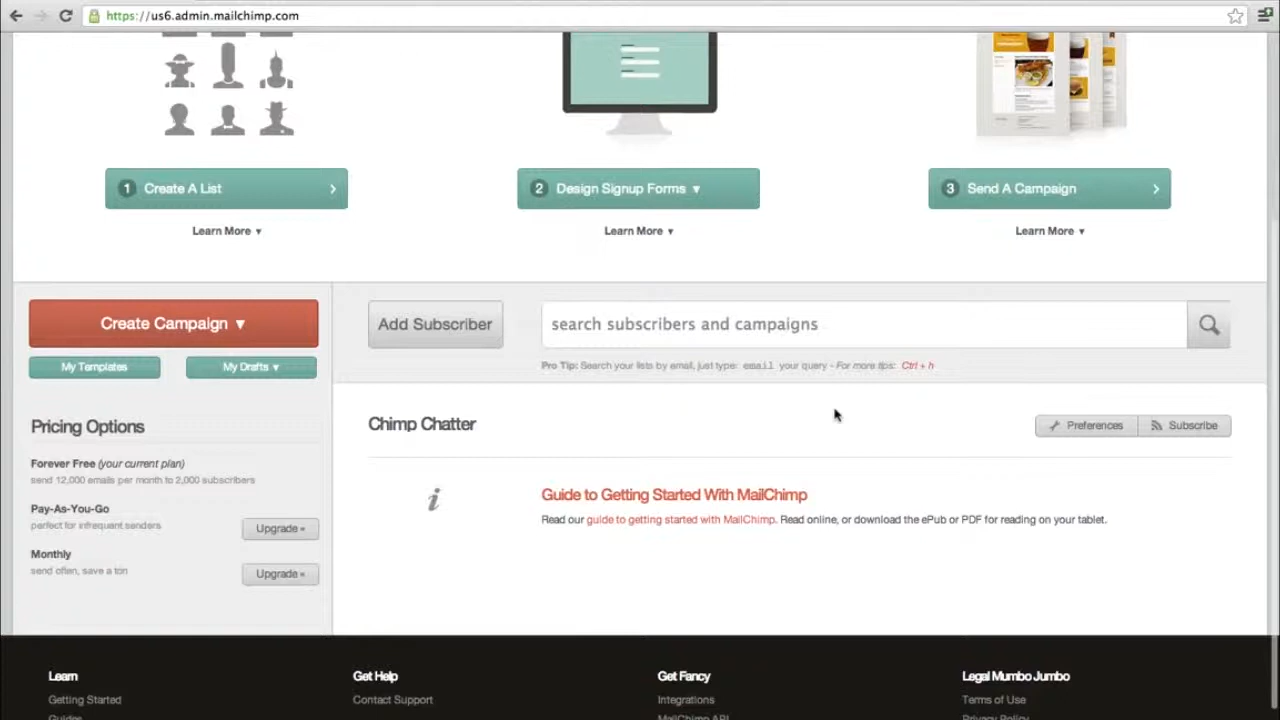 https://us6.admin.mailchimp.com
1 Create A List
2 Design Signup Forms ▼
3 Send A Campaign
Learn More ▼
Learn More ▼
Learn More ▼
Create Campaign ▼
Add Subscriber
search subscribers and campaigns
My Templates
My Drafts ▼
Pro Tip: Search your lists by email, just type: email your query - For more tips: Ctrl + h
Pricing Options
Forever Free (your current plan)
send 12,000 emails per month to 2,000 subscribers
Pay-As-You-Go
perfect for infrequent senders
Upgrade »
Monthly
send often, save a ton
Upgrade »
Chimp Chatter
Preferences
Subscribe
Guide to Getting Started With MailChimp
Read our guide to getting started with MailChimp. Read online, or download the ePub or PDF for reading on your tablet.
Learn
Getting Started
Guides
Get Help
Contact Support
Get Fancy
Integrations
MailChimp API
Legal Mumbo Jumbo
Terms of Use
Privacy Policy